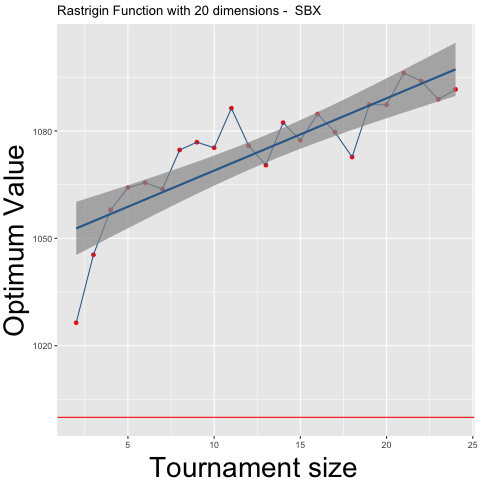 Rastrigin Function with 20 dimensions - SBX
Optimum Value
1080
1050
1020
5 10 15 20 25
Tournament size